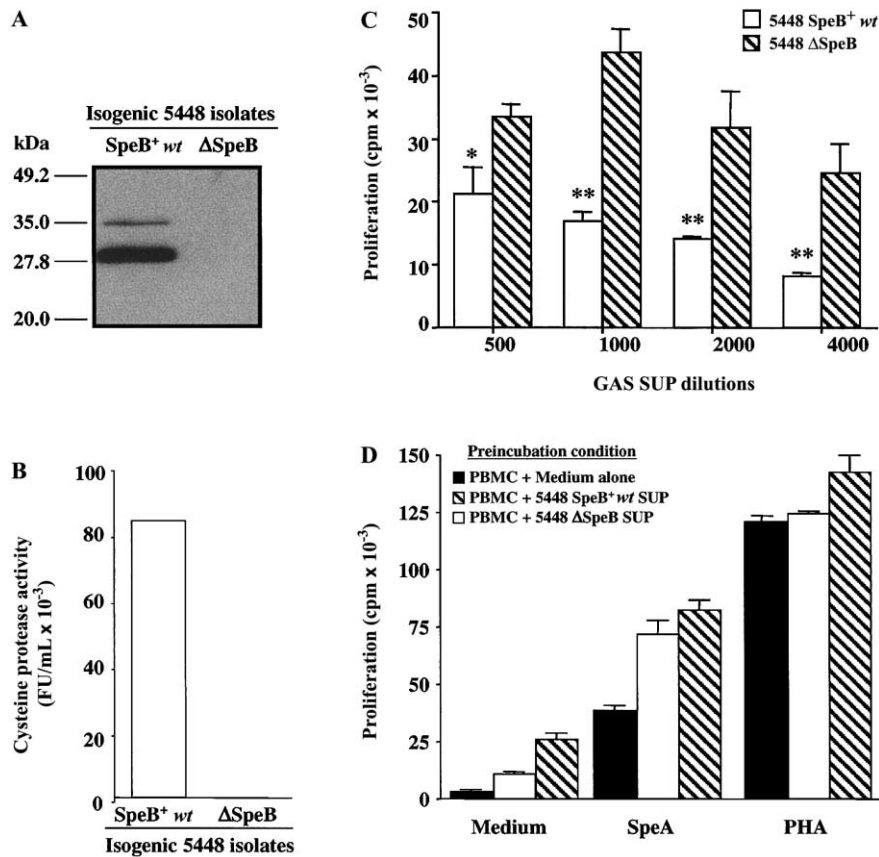 A
Isogenic 5448 isolates
kDa
SpeB+ wt ΔSpeB
49.2
35.0
27.8
20.0
B
Cysteine protease activity
(FU/mL x 10-3)
100
80
60
40
20
0
SpeB+ wt ΔSpeB
Isogenic 5448 isolates
C
5448 SpeB+ wt
5448 ΔSpeB
Proliferation (cpm x 10-3)
50
40
30
20
10
0
* ** ** **
500 1000 2000 4000
GAS SUP dilutions
D
Preincubation condition
PBMC + Medium alone
PBMC + 5448 SpeB+ wt SUP
PBMC + 5448 ΔSpeB SUP
Proliferation (cpm x 10-3)
150
125
100
75
50
25
0
Medium SpeA PHA